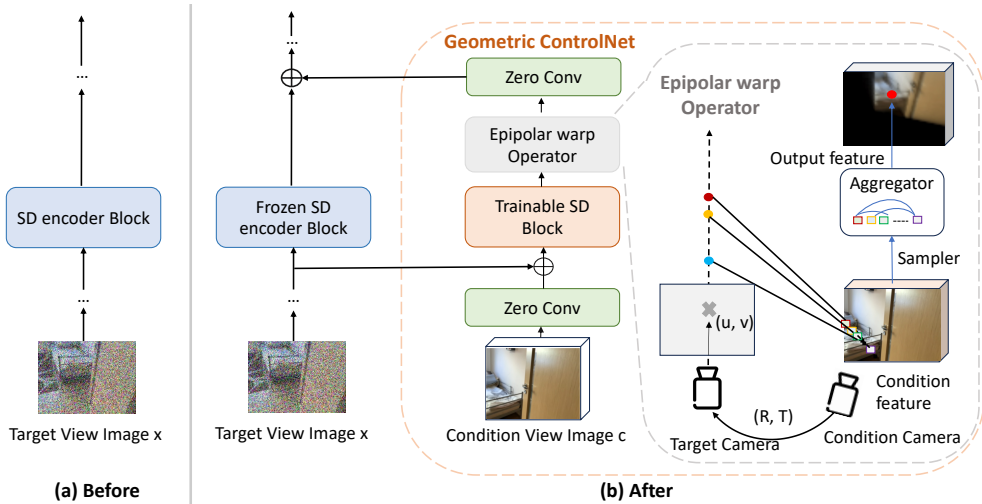 ...
SD encoder Block
...
Target View Image x
(a) Before
...
Frozen SD
encoder Block
...
Target View Image x
Geometric ControlNet
Zero Conv
Epipolar warp
Operator
Trainable SD
Block
Zero Conv
Condition View Image c
Epipolar warp
Operator
(u, v)
Target Camera
(R, T)
Output feature
Aggregator
Sampler
Condition
feature
Condition Camera
(b) After